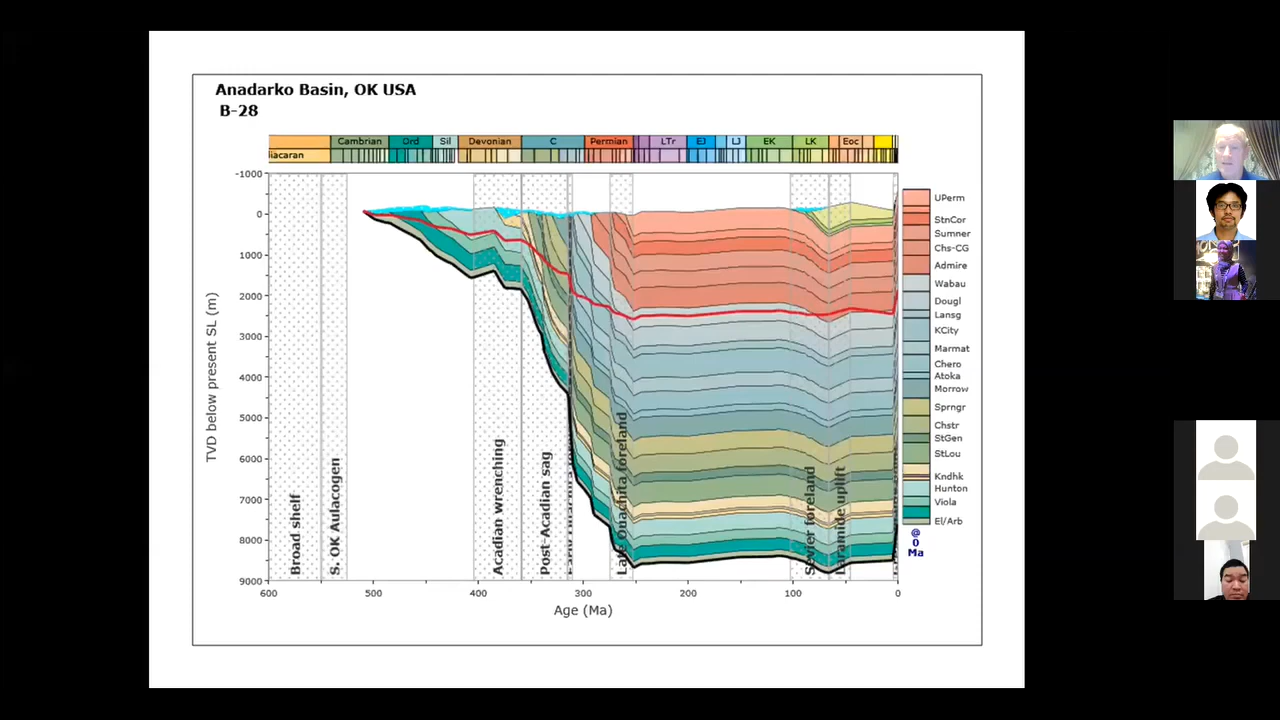 Anadarko Basin, OK USA
B-28
Cambrian Ord Sil Devonian C Permian LTr EJ LJ EK LK Eoc
iacaran
-1000
0
1000
2000
3000
4000
5000
6000
7000
8000
9000
TVD below present SL (m)
Broad shelf
S. OK Aulacogen
Acadian wrenching
Post-Acadian sag
Late Ouachita foreland
Sevier foreland
Laramide uplift
UPerm
StnCor
Sumner
Chs-CG
Admire
Wabau
Dougl
Lansg
KCity
Marmat
Chero
Atoka
Morrow
Sprngr
Chstr
StGen
StLou
Kndhk
Hunton
Viola
El/Arb
@
0
Ma
600 500 400 300 200 100 0
Age (Ma)